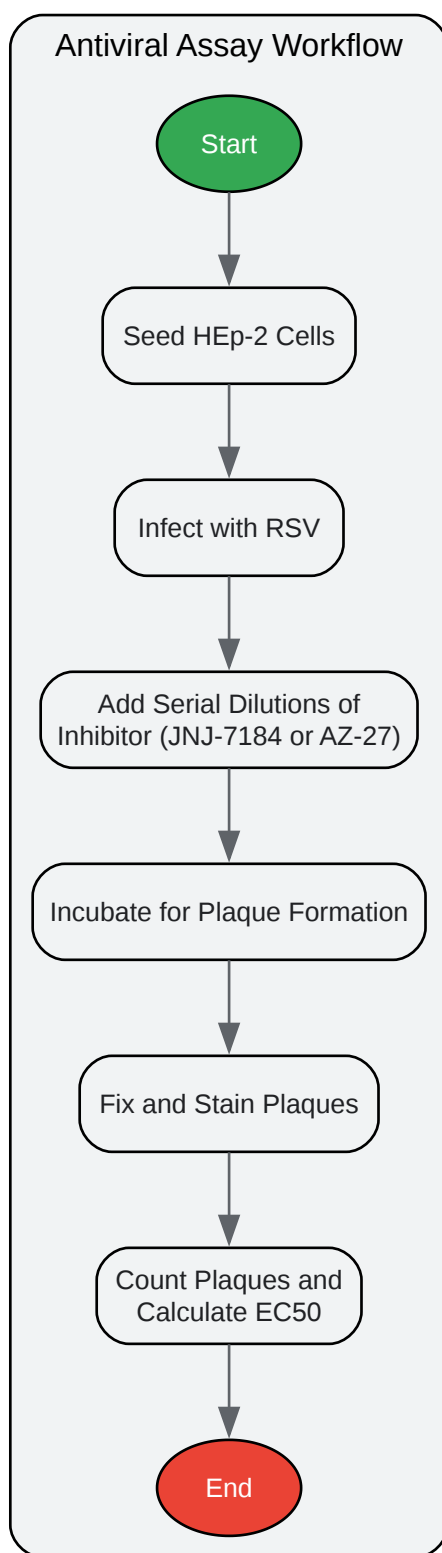 Antiviral Assay Workflow
Start
Seed HEp-2 Cells
Infect with RSV
Add Serial Dilutions of
Inhibitor (JNJ-7184 or AZ-27)
Incubate for Plaque Formation
Fix and Stain Plaques
Count Plaques and
Calculate EC50
End